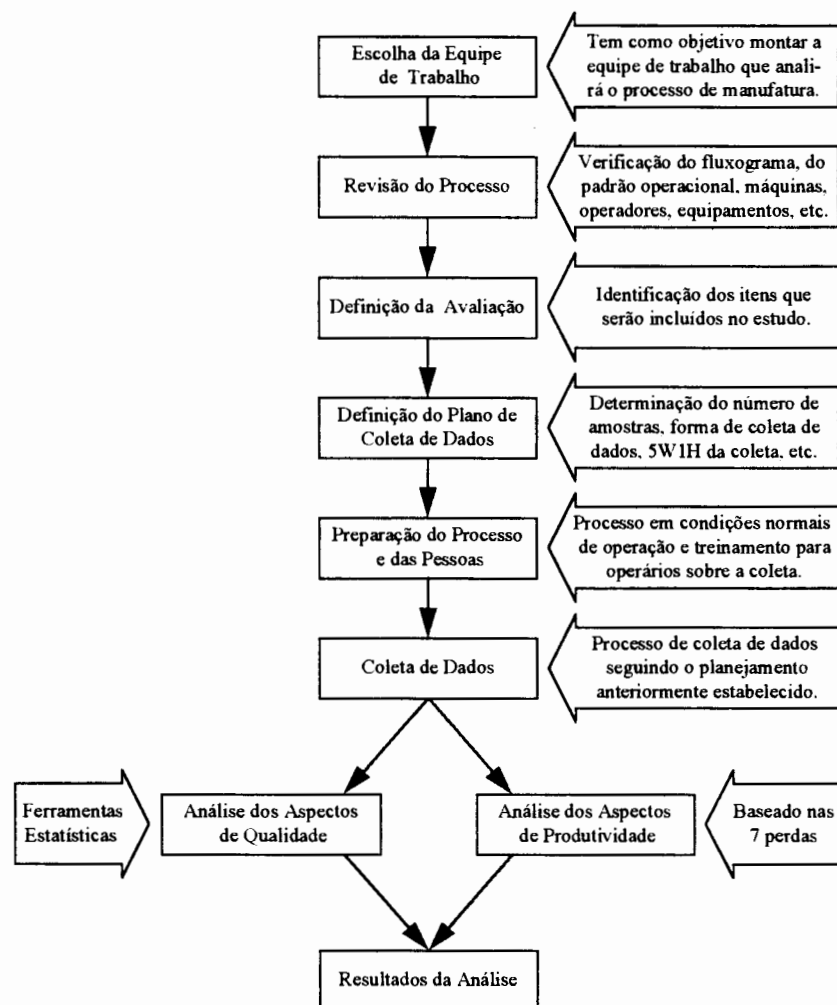 Escolha da Equipe
de Trabalho
Tem como objetivo montar a
equipe de trabalho que anali-
rá o processo de manufatura.
Revisão do Processo
Verificação do fluxograma, do
padrão operacional, máquinas,
operadores, equipamentos, etc.
Definição da Avaliação
Identificação dos itens que
serão incluídos no estudo.
Definição do Plano de
Coleta de Dados
Determinação do número de
amostras, forma de coleta de
dados, 5W1H da coleta, etc.
Preparação do Processo
e das Pessoas
Processo em condições normais
de operação e treinamento para
operários sobre a coleta.
Coleta de Dados
Processo de coleta de dados
seguindo o planejamento
anteriormente estabelecido.
Ferramentas
Estatísticas
Análise dos Aspectos
de Qualidade
Análise dos Aspectos
de Produtividade
Baseado nas
7 perdas
Resultados da Análise